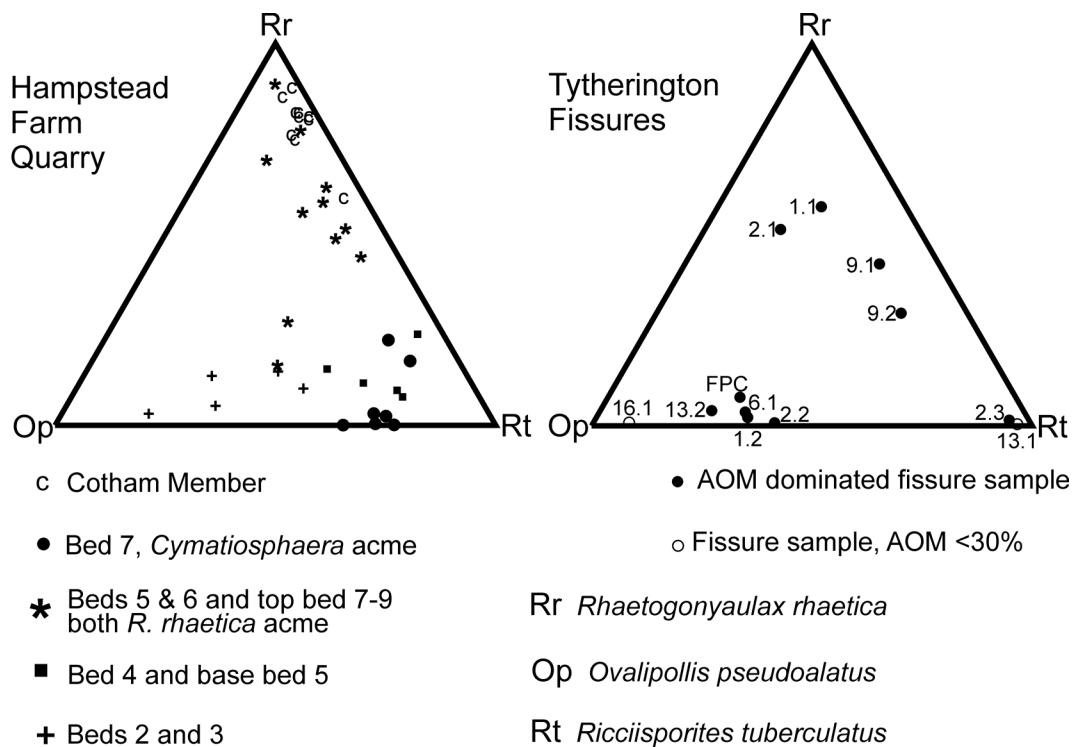 Rr
Hampstead
Farm
Quarry
c
c
c
c
c
c
c
c
c
Op
Rt
Rr
Tytherington
Fissures
1.1
2.1
9.1
9.2
FPC
16.1
13.2
6.1
2.2
1.2
2.3
13.1
Op
Rt
c Cotham Member
Bed 7, Cymatiosphaera acme
Beds 5 & 6 and top bed 7-9
both R. rhaetica acme
Bed 4 and base bed 5
Beds 2 and 3
AOM dominated fissure sample
Fissure sample, AOM <30%
Rr Rhaetogonyaulax rhaetica
Op Ovalipollis pseudoalatus
Rt Ricciisporites tuberculatus